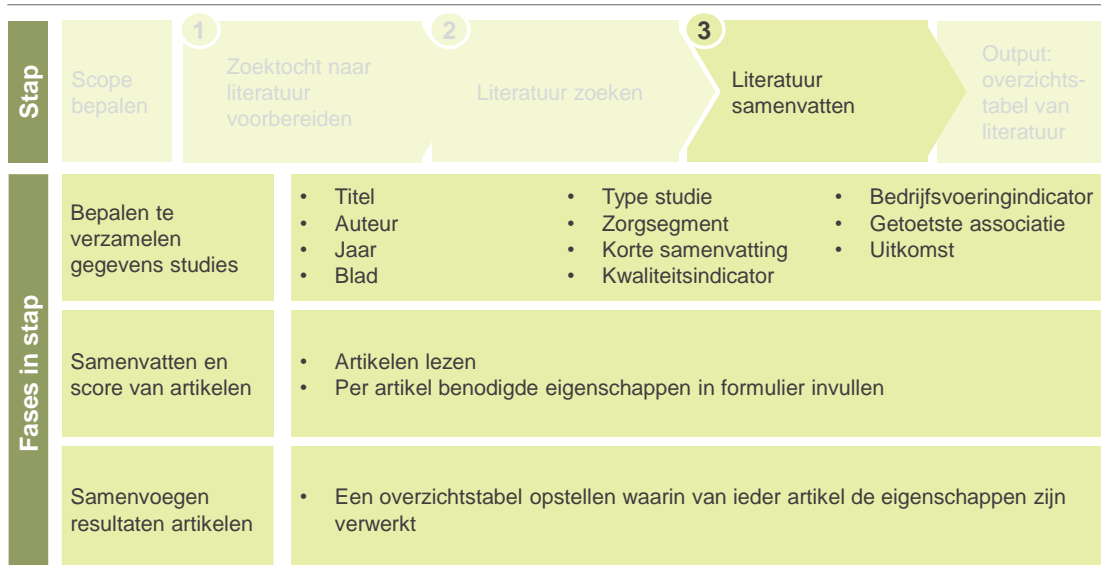 Stap
Scope
bepalen
1
Zoektocht naar
literatuur
voorbereiden
2
Literatuur zoeken
3
Literatuur
samenvatten
Output:
overzichts-
tabel van
literatuur
Fases in stap
Bepalen te
verzamelen
gegevens studies
• Titel
• Auteur
• Jaar
• Blad
• Type studie
• Zorgsegment
• Korte samenvatting
• Kwaliteitsindicator
• Bedrijfsvoeringindicator
• Getoetste associatie
• Uitkomst
Samenvatten en
score van artikelen
• Artikelen lezen
• Per artikel benodigde eigenschappen in formulier invullen
Samenvoegen
resultaten artikelen
• Een overzichtstabel opstellen waarin van ieder artikel de eigenschappen zijn
verwerkt